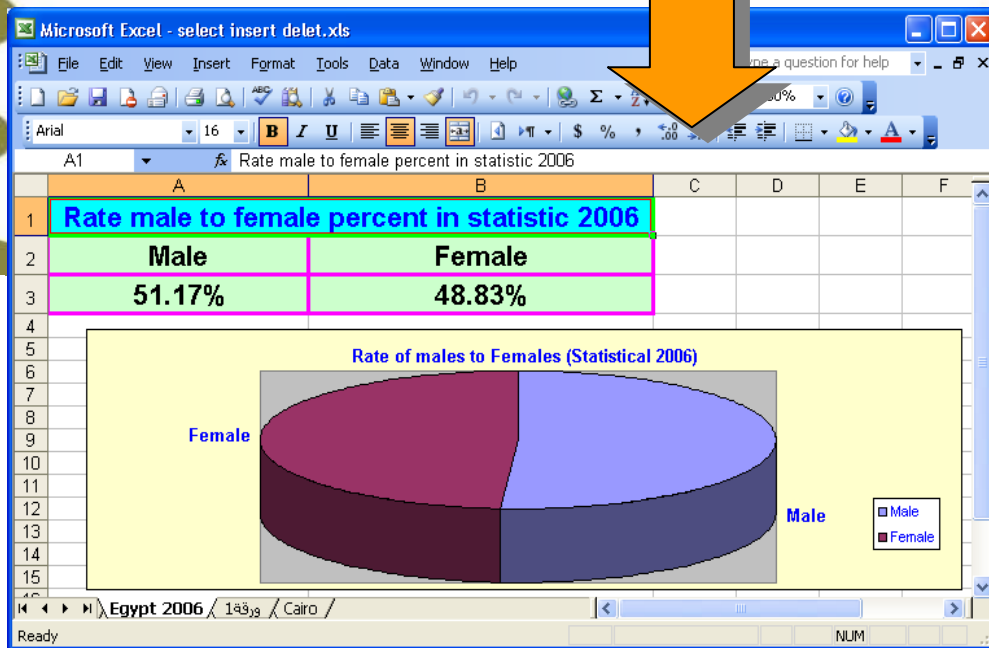 Microsoft Excel - select insert delet.xls
File Edit View Insert Format Tools Data Window Help question for help
Arial 16 B I U $ % ,
A1 fx Rate male to female percent in statistic 2006
A B C D E F
1 Rate male to female percent in statistic 2006
2 Male Female
3 51.17% 48.83%
4
5
Rate of males to Females (Statistical 2006)
6
7
8
9
Female
10
11
12
Male
Male
13
Female
14
15
Egypt 2006 ورقة1 Cairo
Ready NUM